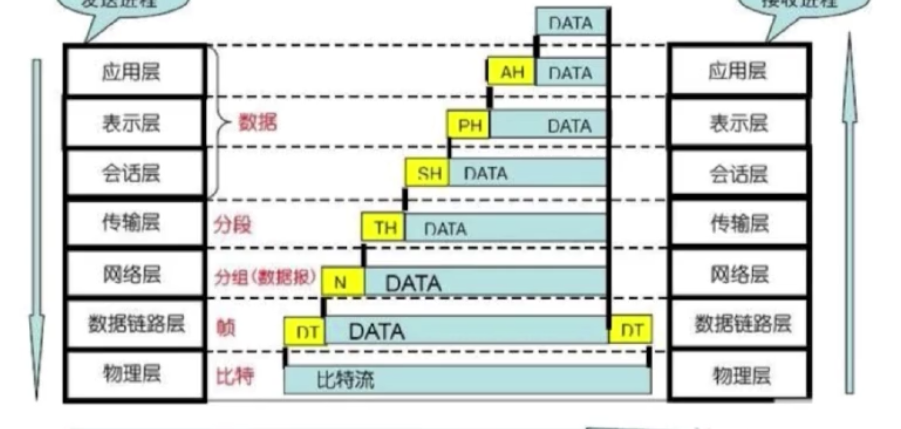 发送进程
接收进程
DATA
应用层
AH
DATA
应用层
表示层
数据
PH
DATA
表示层
会话层
SH
DATA
会话层
传输层
分段
TH
DATA
传输层
网络层
分组(数据报)
N
DATA
网络层
数据链路层
帧
DT
DATA
DT
数据链路层
物理层
比特
比特流
物理层